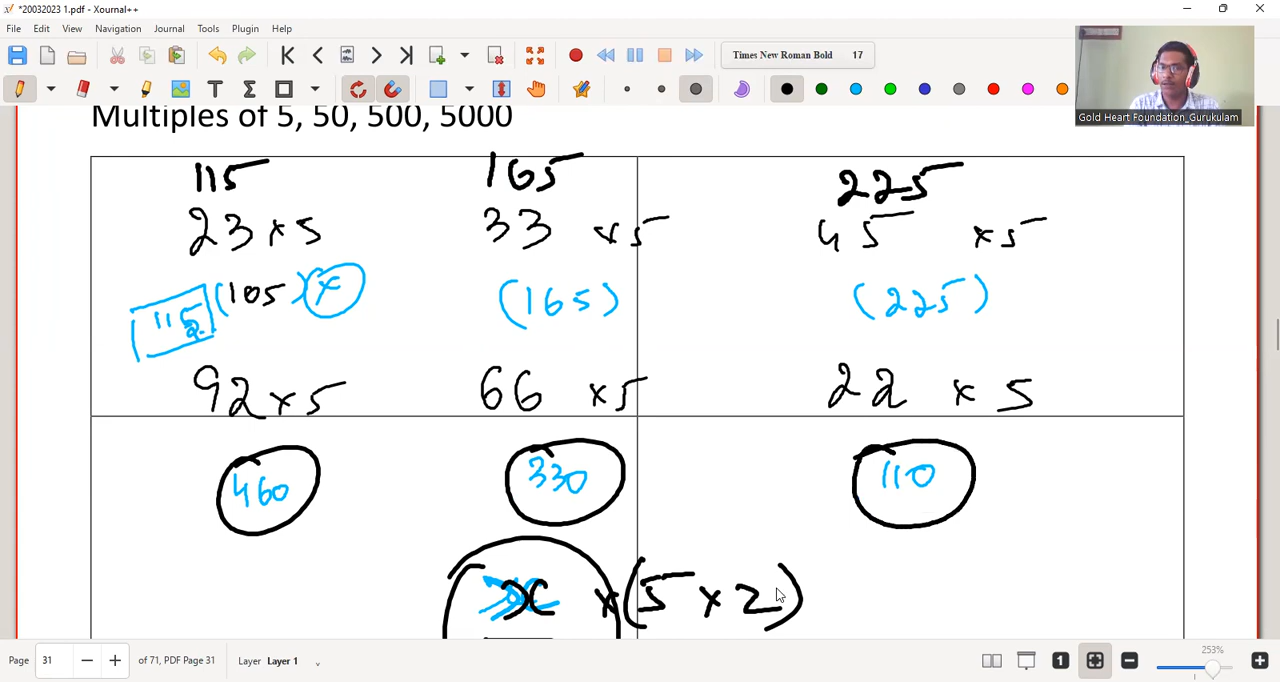 *20032023 1.pdf - Xournal++
File Edit View Navigation Journal Tools Plugin Help
Times New Roman Bold 17
Gold Heart Foundation_Gurukulam
Multiples of 5, 50, 500, 5000
115 165 225
23 x 5 33 x 5 45 x 5
115 (105) x (165) (225)
92 x 5 66 x 5 22 x 5
460 330 110
x x (5 x 2)
Page 31 of 71, PDF Page 31 Layer Layer 1 1 253%